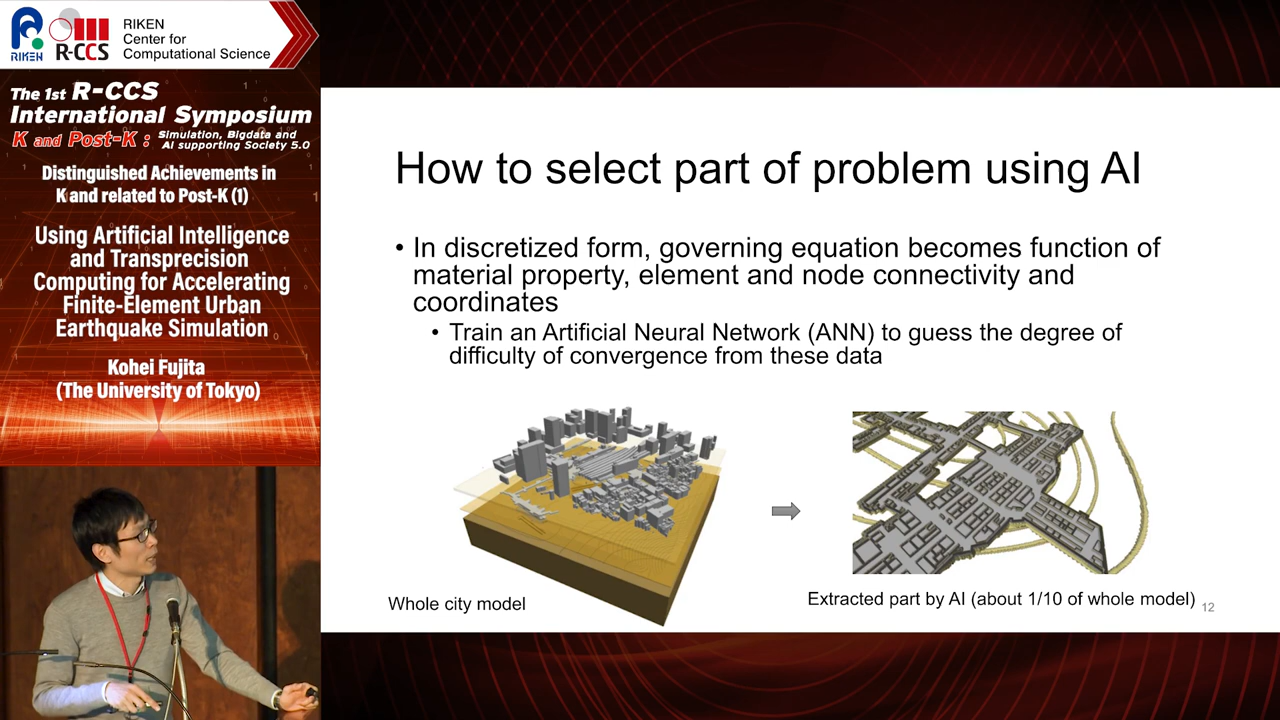 RIKEN
R-CCS
RIKEN
Center for
Computational Science
The 1st R-CCS
International Symposium
K and Post-K : Simulation, Bigdata and
AI supporting Society 5.0
Distinguished Achievements in
K and related to Post-K (1)
Using Artificial Intelligence
and Transprecision
Computing for Accelerating
Finite-Element Urban
Earthquake Simulation
Kohei Fujita
(The University of Tokyo)
How to select part of problem using AI
• In discretized form, governing equation becomes function of
material property, element and node connectivity and
coordinates
• Train an Artificial Neural Network (ANN) to guess the degree of
difficulty of convergence from these data
Whole city model
Extracted part by AI (about 1/10 of whole model)
12